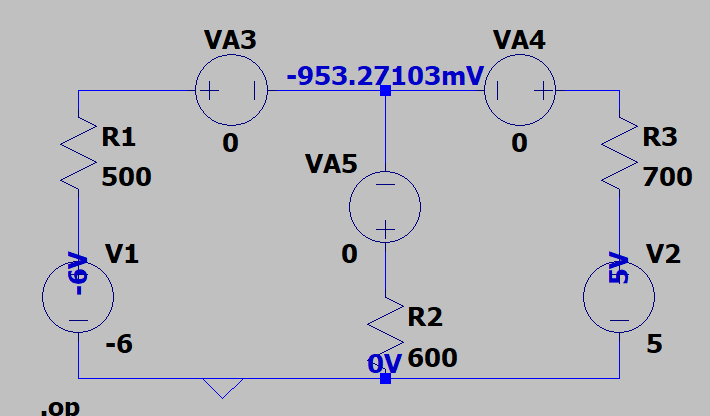 VA3
VA4
-953.27103mV
0
0
R1
500
R3
700
VA5
0
V1
-6V
-6
V2
5V
5
R2
600
0V
.op